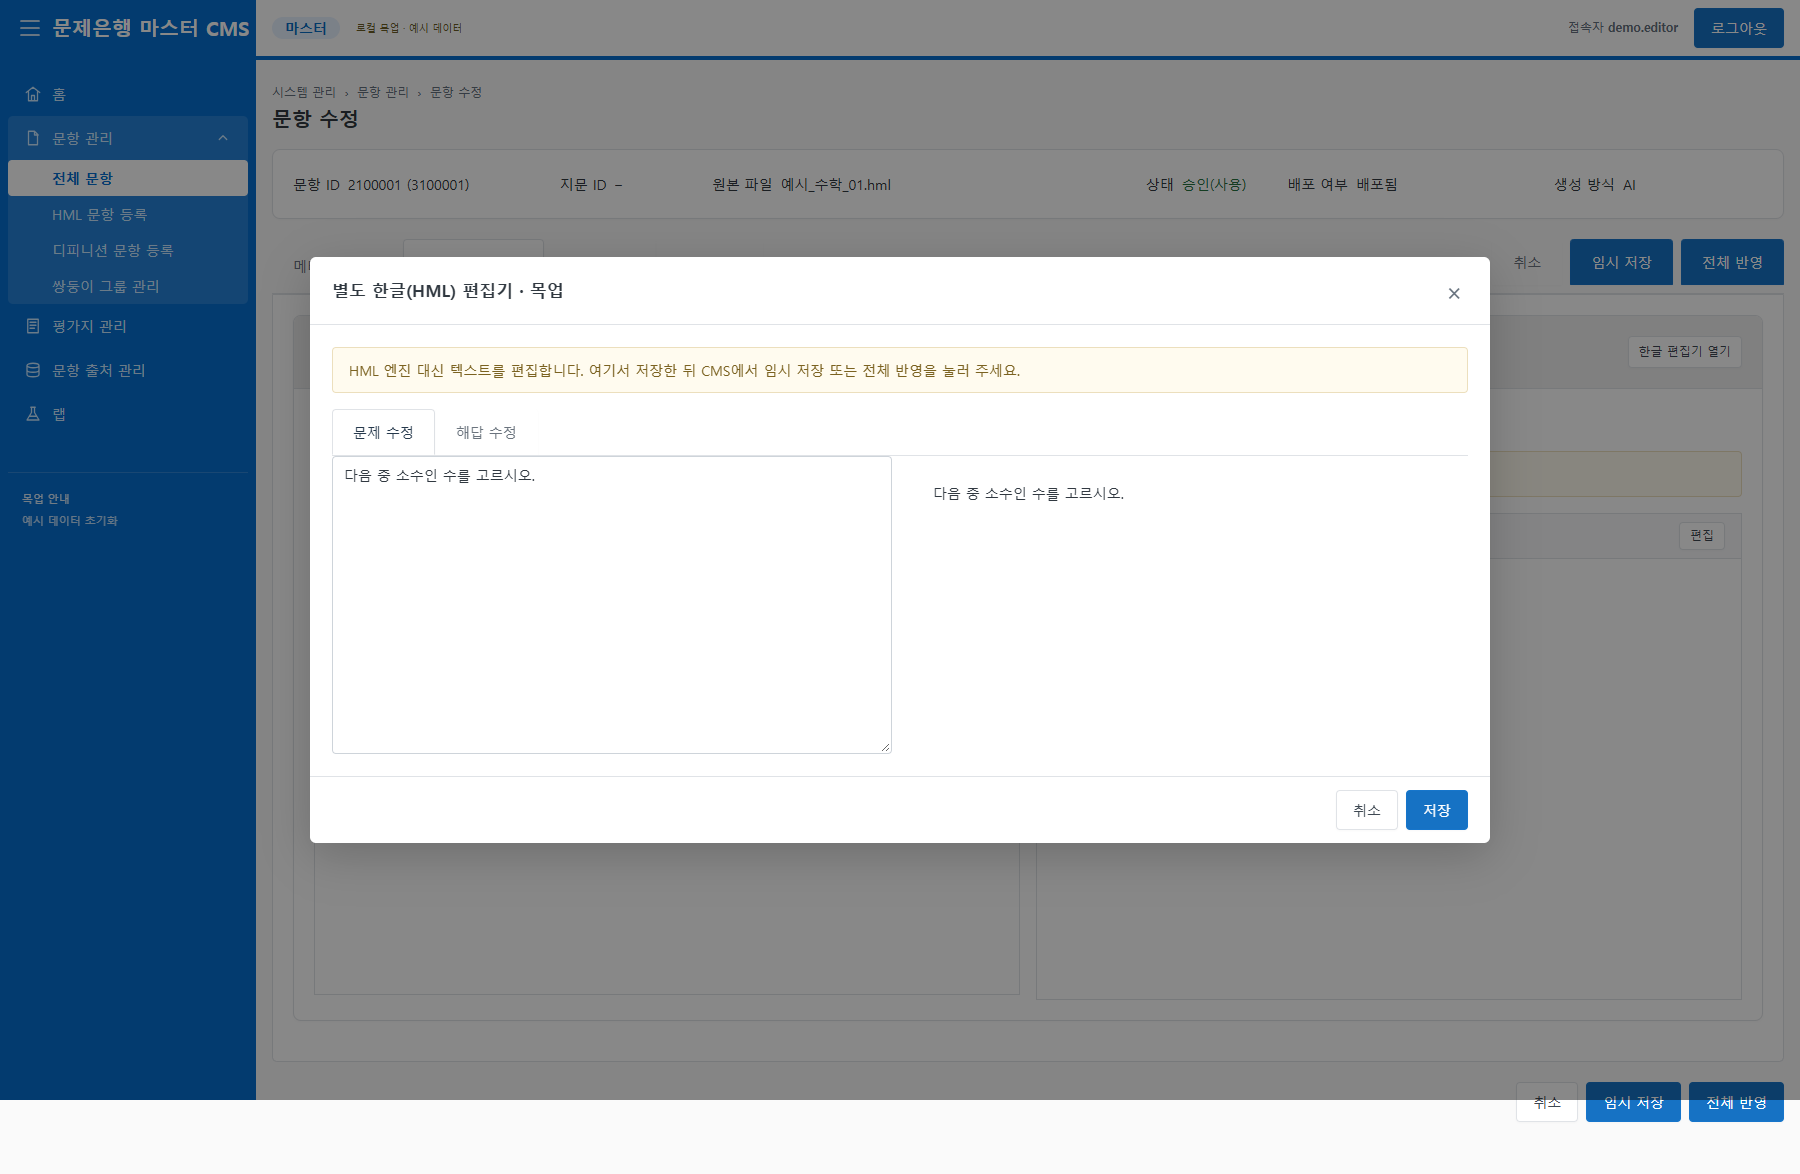 문제은행 마스터 CMS
마스터
로컬 목업 · 예시 데이터
접속자 demo.editor
로그아웃
홈
문항 관리
전체 문항
HML 문항 등록
디피니션 문항 등록
쌍둥이 그룹 관리
평가지 관리
문항 출처 관리
랩
목업 안내
예시 데이터 초기화
시스템 관리 › 문항 관리 › 문항 수정
문항 수정
문항 ID 2100001 (3100001)
지문 ID –
원본 파일 예시_수학_01.hml
상태 승인(사용)
배포 여부 배포됨
생성 방식 AI
취소
임시 저장
전체 반영
한글 편집기 열기
편집
별도 한글(HML) 편집기 · 목업
×
HML 엔진 대신 텍스트를 편집합니다. 여기서 저장한 뒤 CMS에서 임시 저장 또는 전체 반영을 눌러 주세요.
문제 수정
해답 수정
다음 중 소수인 수를 고르시오.
다음 중 소수인 수를 고르시오.
취소
저장
취소
임시 저장
전체 반영